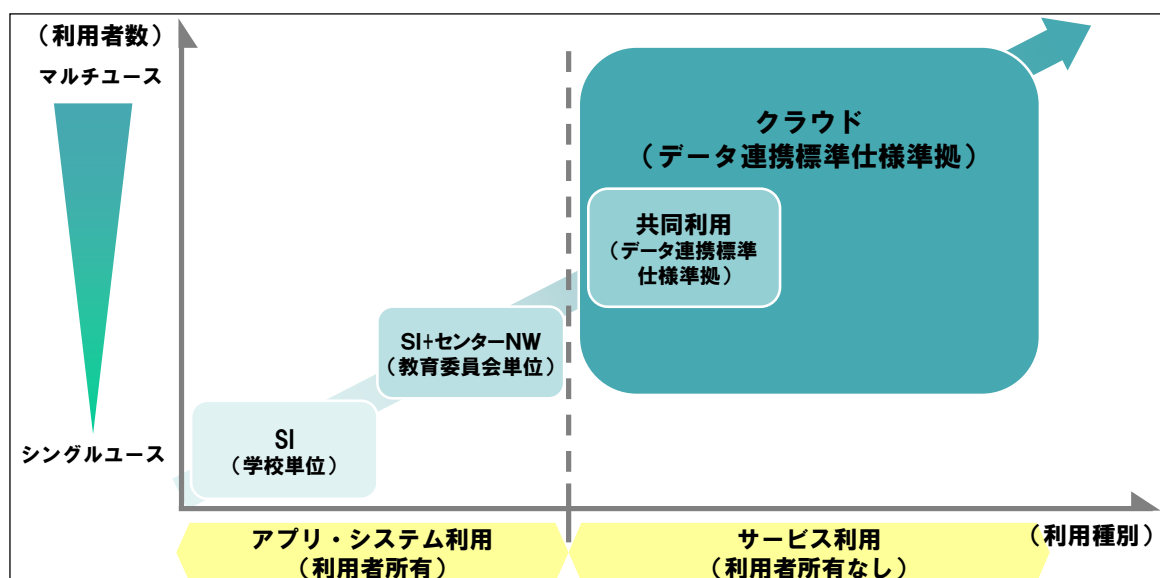 （利用者数）
マルチユース
クラウド
（データ連携標準仕様準拠）
共同利用
（データ連携標準
仕様準拠）
SI+センターNW
（教育委員会単位）
SI
（学校単位）
シングルユース
アプリ・システム利用
（利用者所有）
サービス利用
（利用者所有なし）
（利用種別）